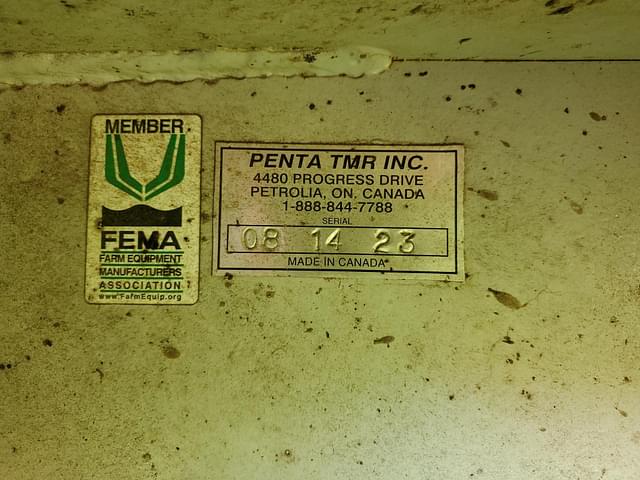 MEMBER
FEMA
FARM EQUIPMENT
MANUFACTURERS
ASSOCIATION
www.FarmEquip.org
PENTA TMR INC.
4480 PROGRESS DRIVE
PETROLIA, ON. CANADA
1-888-844-7788
SERIAL
08 14 23
MADE IN CANADA